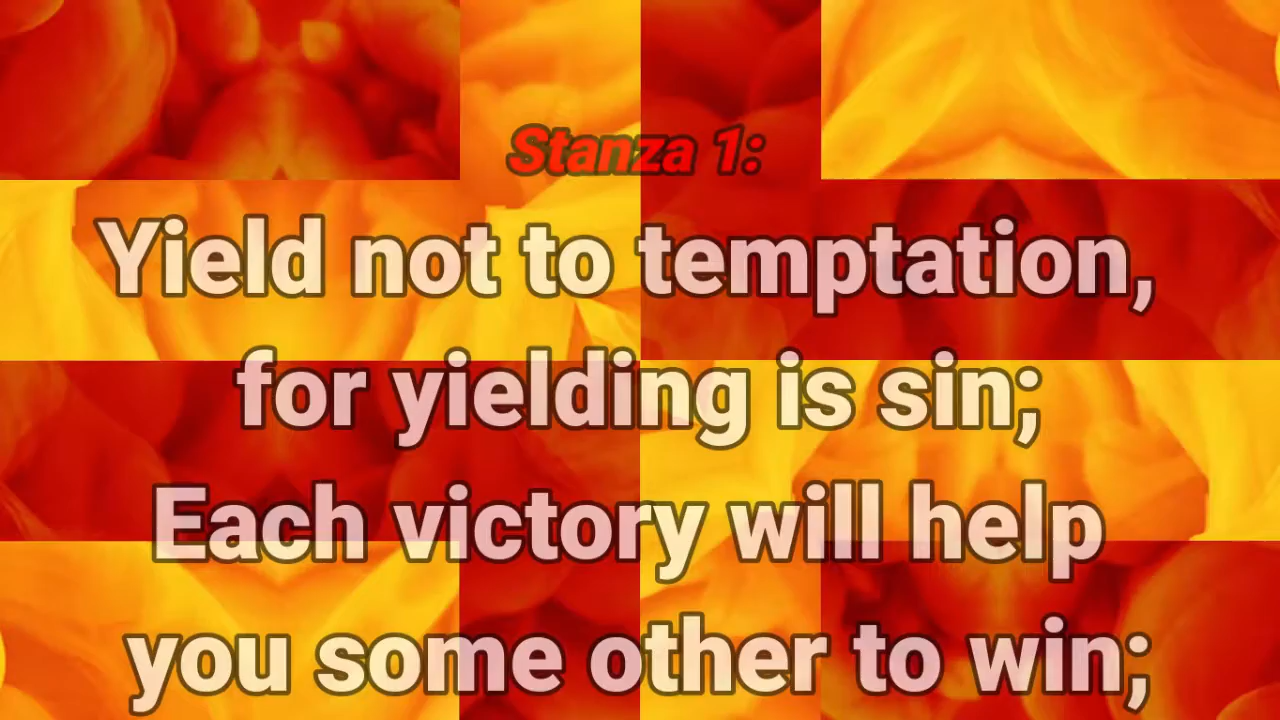 Stanza 1:
Yield not to temptation,
for yielding is sin;
Each victory will help
you some other to win;